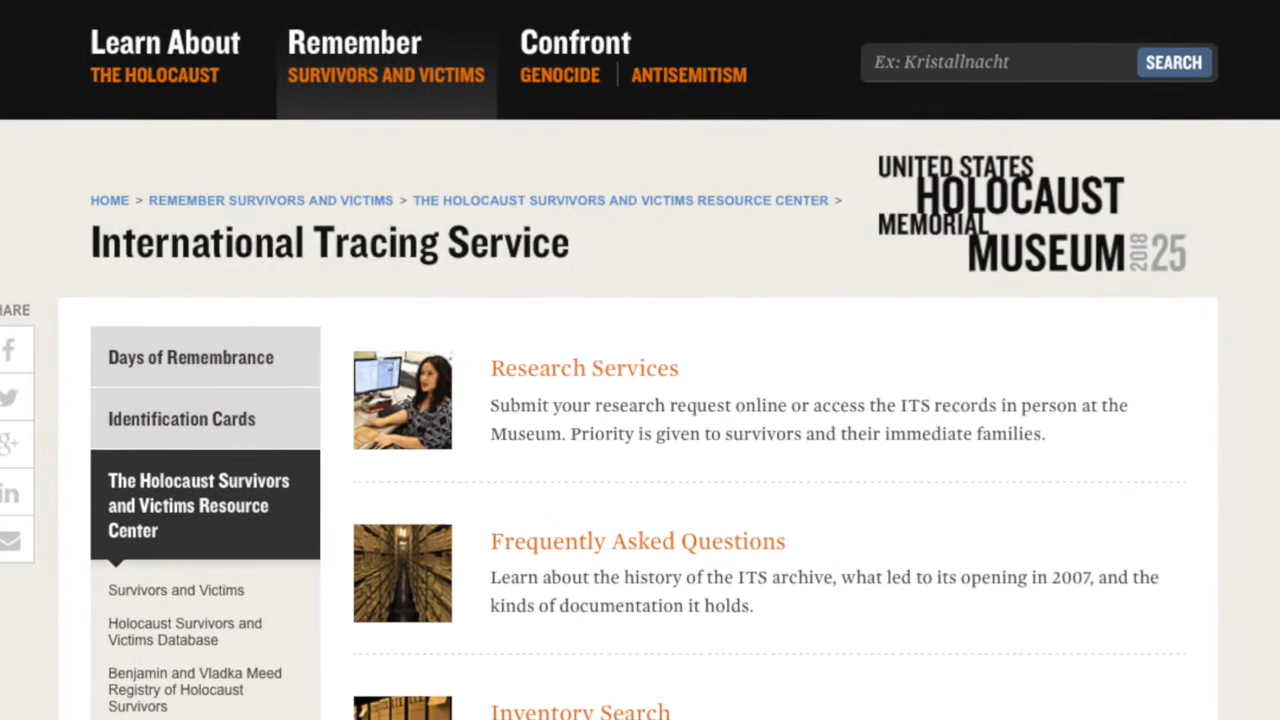 Learn About
THE HOLOCAUST
Remember
SURVIVORS AND VICTIMS
Confront
GENOCIDE
ANTISEMITISM
Ex: Kristallnacht
SEARCH
UNITED STATES
HOLOCAUST
MEMORIAL
MUSEUM
2018
25
HOME > REMEMBER SURVIVORS AND VICTIMS > THE HOLOCAUST SURVIVORS AND VICTIMS RESOURCE CENTER >
International Tracing Service
HARE
f
g+
in
Days of Remembrance
Identification Cards
The Holocaust Survivors
and Victims Resource
Center
Survivors and Victims
Holocaust Survivors and
Victims Database
Benjamin and Vladka Meed
Registry of Holocaust
Survivors
Research Services
Submit your research request online or access the ITS records in person at the
Museum. Priority is given to survivors and their immediate families.
Frequently Asked Questions
Learn about the history of the ITS archive, what led to its opening in 2007, and the
kinds of documentation it holds.
Inventory Search